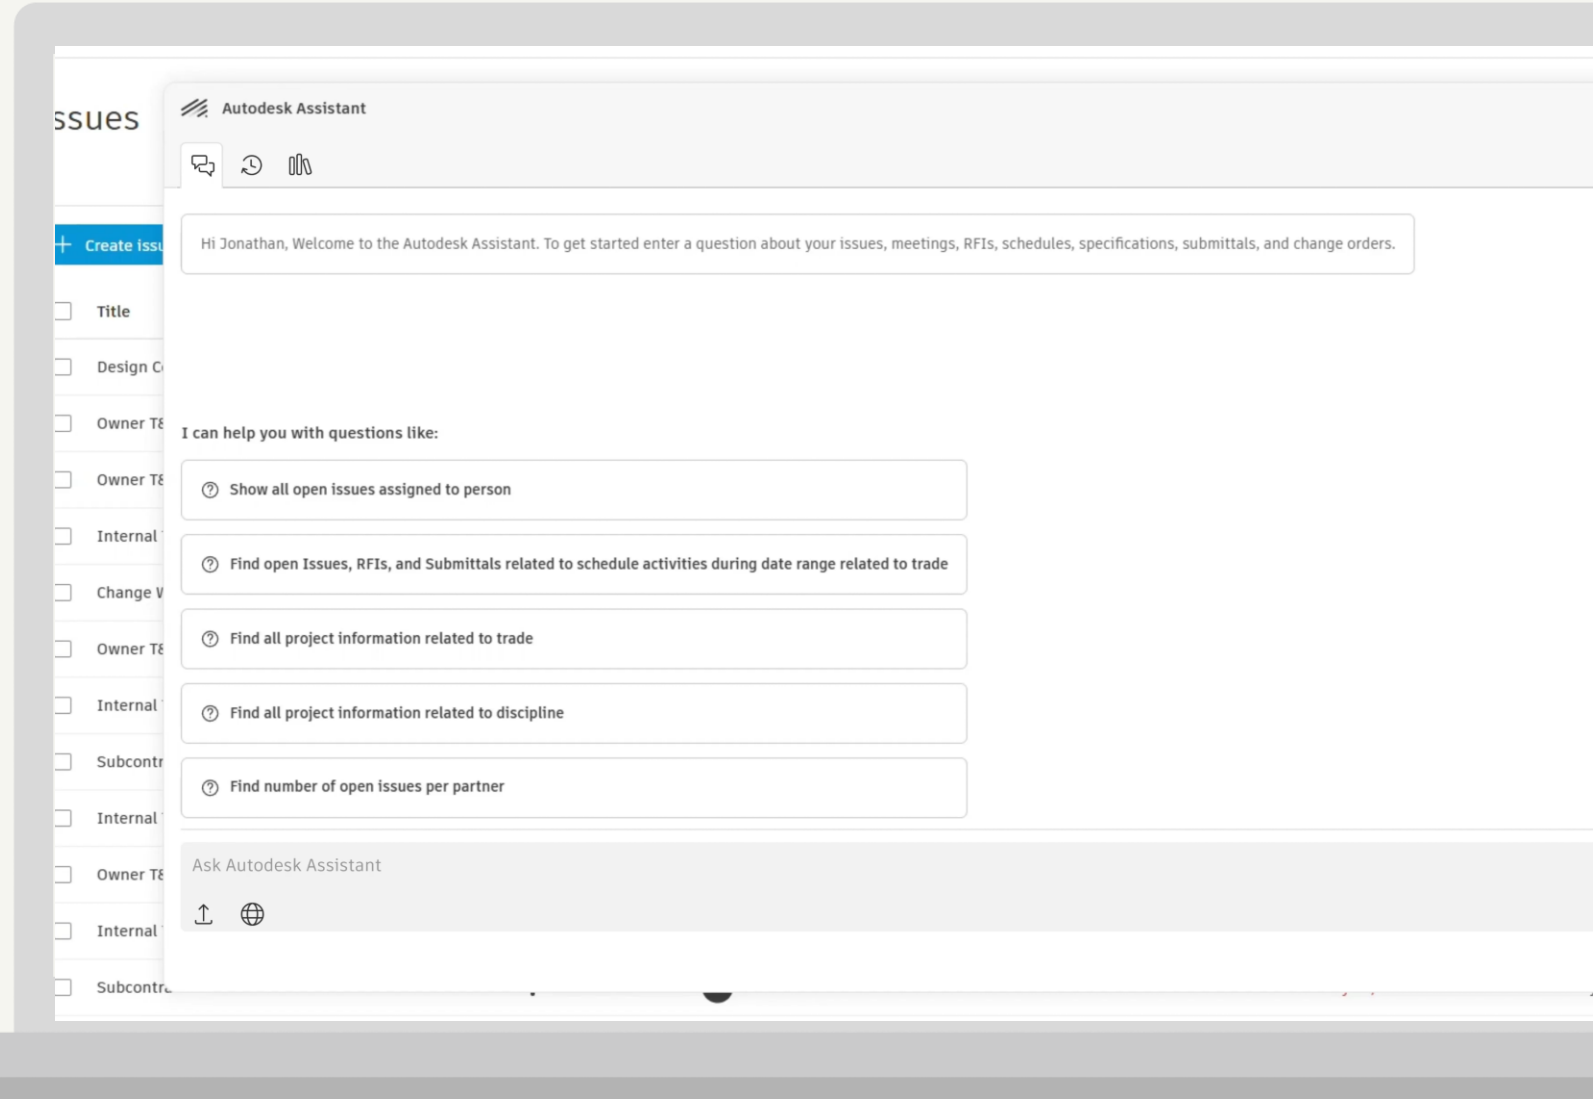 ssues
Autodesk Assistant
Create issu
Hi Jonathan, Welcome to the Autodesk Assistant. To get started enter a question about your issues, meetings, RFIs, schedules, specifications, submittals, and change orders.
Title
Design C
Owner T&
I can help you with questions like:
Owner T&
Show all open issues assigned to person
Internal
Find open Issues, RFIs, and Submittals related to schedule activities during date range related to trade
Change W
Owner T&
Find all project information related to trade
Internal
Find all project information related to discipline
Subcontr
Find number of open issues per partner
Internal
Owner T&
Ask Autodesk Assistant
Internal
Subcontra